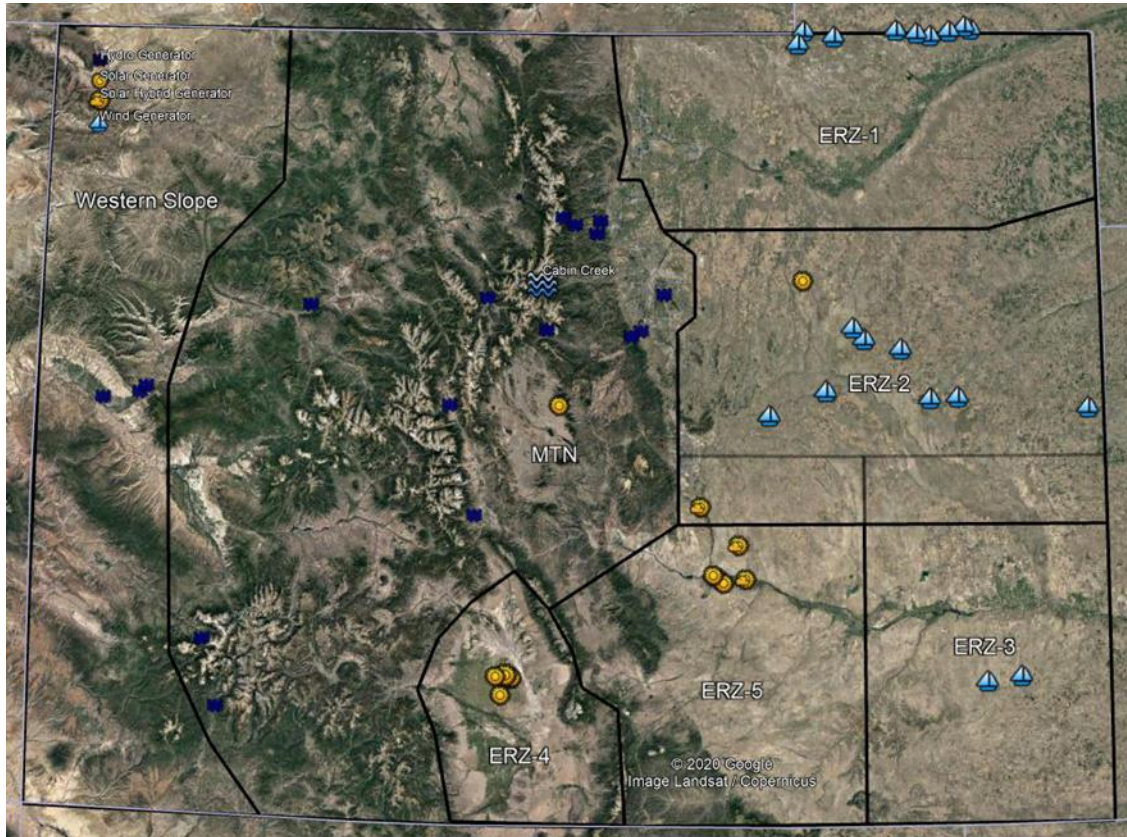 Hydro Generator
Solar Generator
Solar Hybrid Generator
Wind Generator
ERZ-1
Western Slope
Cabin Creek
ERZ-2
MTN
ERZ-3
ERZ-5
ERZ-4
© 2020 Google
Image Landsat / Copernicus